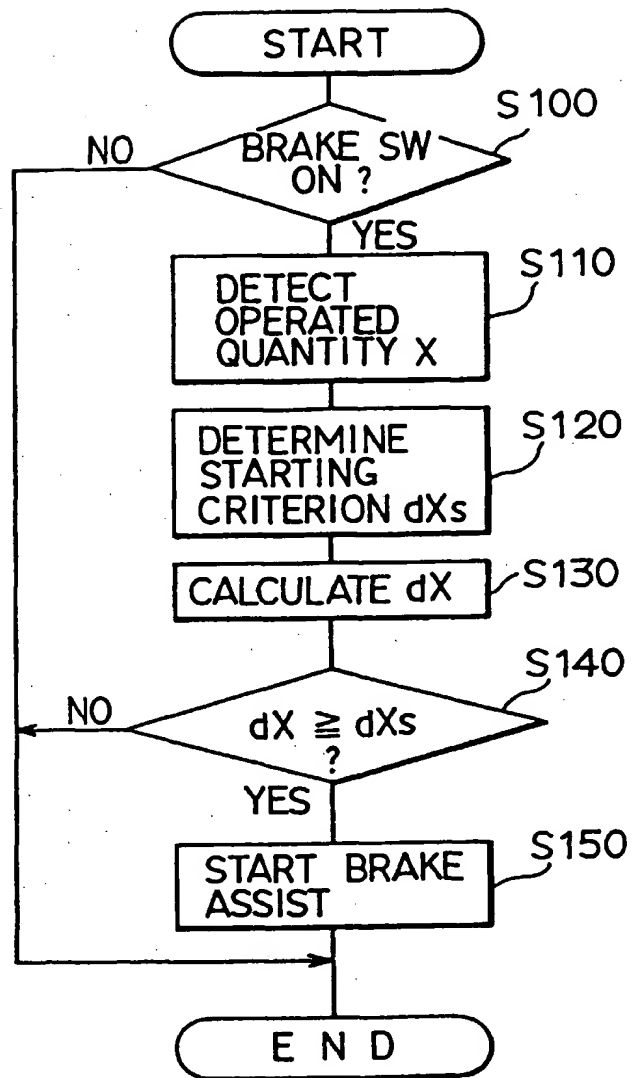 START
S100
NO
BRAKE SW
ON ?
YES
S110
DETECT
OPERATED
QUANTITY X
S120
DETERMINE
STARTING
CRITERION dXs
S130
CALCULATE dX
S140
NO
dX ≧ dXs
?
YES
S150
START BRAKE
ASSIST
E N D